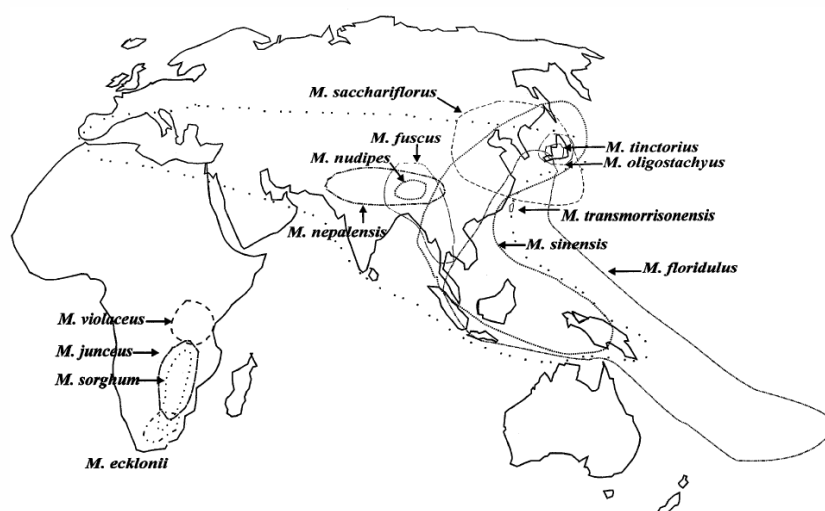 M. sacchariflorus
M. fuscus
M. nudipes
M. tinctorius
M. oligostachyus
M. transmorrisonensis
M. nepalensis
M. sinensis
M. floridulus
M. violaceus
M. junceus
M. sorghum
M. ecklonii